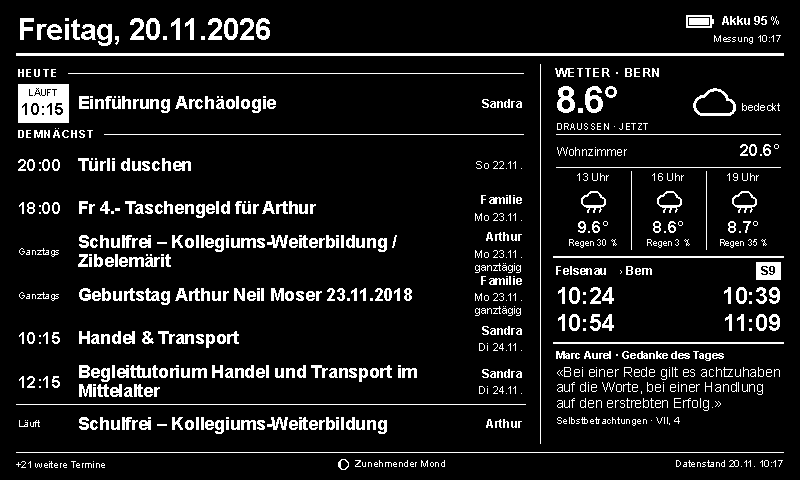 Freitag, 20.11.2026
Akku 95 %
Messung 10:17
HEUTE
LÄUFT
10:15
Einführung Archäologie
Sandra
DEMNÄCHST
20:00
Türli duschen
So 22.11.
18:00
Fr 4.- Taschengeld für Arthur
Familie
Mo 23.11.
Ganztags
Schulfrei – Kollegiums-Weiterbildung /
Zibelemärit
Arthur
Mo 23.11.
ganztägig
Ganztags
Geburtstag Arthur Neil Moser 23.11.2018
Familie
Mo 23.11.
ganztägig
10:15
Handel & Transport
Sandra
Di 24.11.
12:15
Begleittutorium Handel und Transport im
Mittelalter
Sandra
Di 24.11.
Läuft
Schulfrei – Kollegiums-Weiterbildung
Arthur
WETTER · BERN
8.6°
bedeckt
DRAUSSEN · JETZT
Wohnzimmer 20.6°
13 Uhr 16 Uhr 19 Uhr
9.6° 8.6° 8.7°
Regen 30 % Regen 3 % Regen 35 %
Felsenau › Bern S9
10:24 10:39
10:54 11:09
Marc Aurel · Gedanke des Tages
«Bei einer Rede gilt es achtzuhaben
auf die Worte, bei einer Handlung
auf den erstrebten Erfolg.»
Selbstbetrachtungen · VII, 4
+21 weitere Termine
Zunehmender Mond
Datenstand 20.11. 10:17